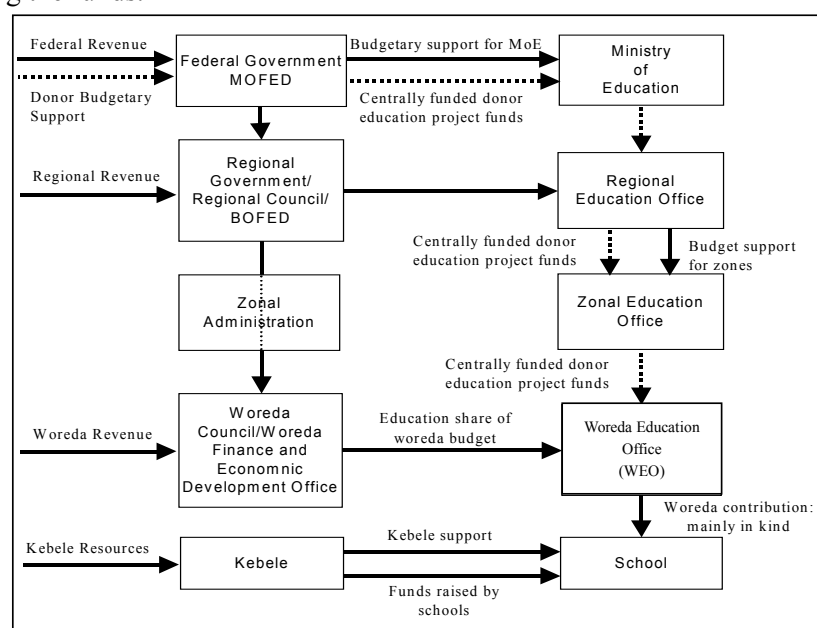 Federal Revenue
Donor Budgetary
Support
Federal Government
MOFED
Budgetary support for MoE
Centrally funded donor
education project funds
Ministry
of
Education
Regional Revenue
Regional
Government/
Regional Council/
BOFED
Regional
Education Office
Centrally funded donor
education project funds
Budget support
for zones
Zonal
Administration
Zonal Education
Office
Centrally funded donor
education project funds
Woreda Revenue
Woreda
Council/Woreda
Finance and
Economnic
Development Office
Education share of
woreda budget
Woreda Education
Office
(WEO)
Woreda contribution:
mainly in kind
Kebele Resources
Kebele
Kebele support
Funds raised by
schools
School